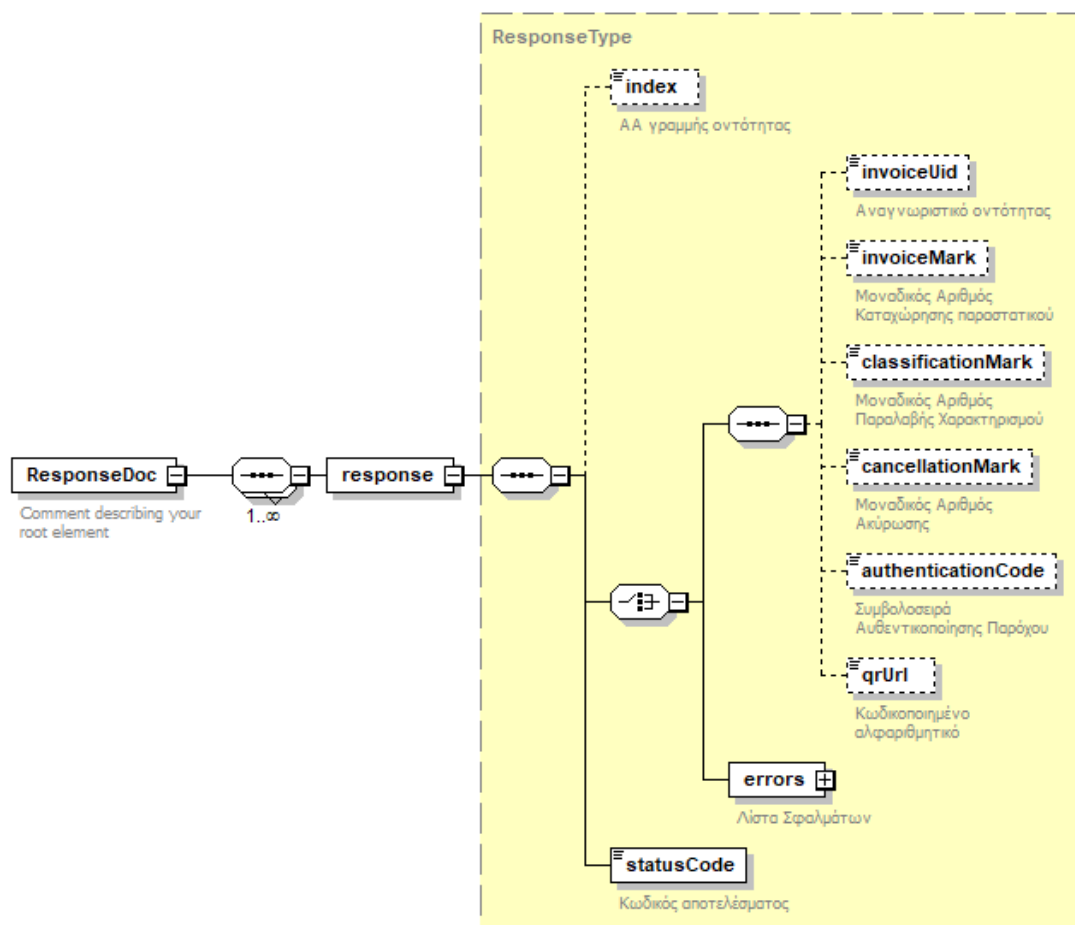 ResponseType
index
ΑΑ γραμμής οντότητας
invoiceUid
Αναγνωριστικό οντότητας
invoiceMark
Μοναδικός Αριθμός
Καταχώρησης παραστατικού
classificationMark
Μοναδικός Αριθμός
Παραλαβής Χαρακτηρισμού
ResponseDoc
Comment describing your
root element
1..∞
response
cancellationMark
Μοναδικός Αριθμός
Ακύρωσης
authenticationCode
Συμβολοσειρά
Αυθεντικοποίησης Παρόχου
qrUrl
Κωδικοποιημένο
αλφαριθμητικό
errors
Λίστα Σφαλμάτων
statusCode
Κωδικός αποτελέσματος